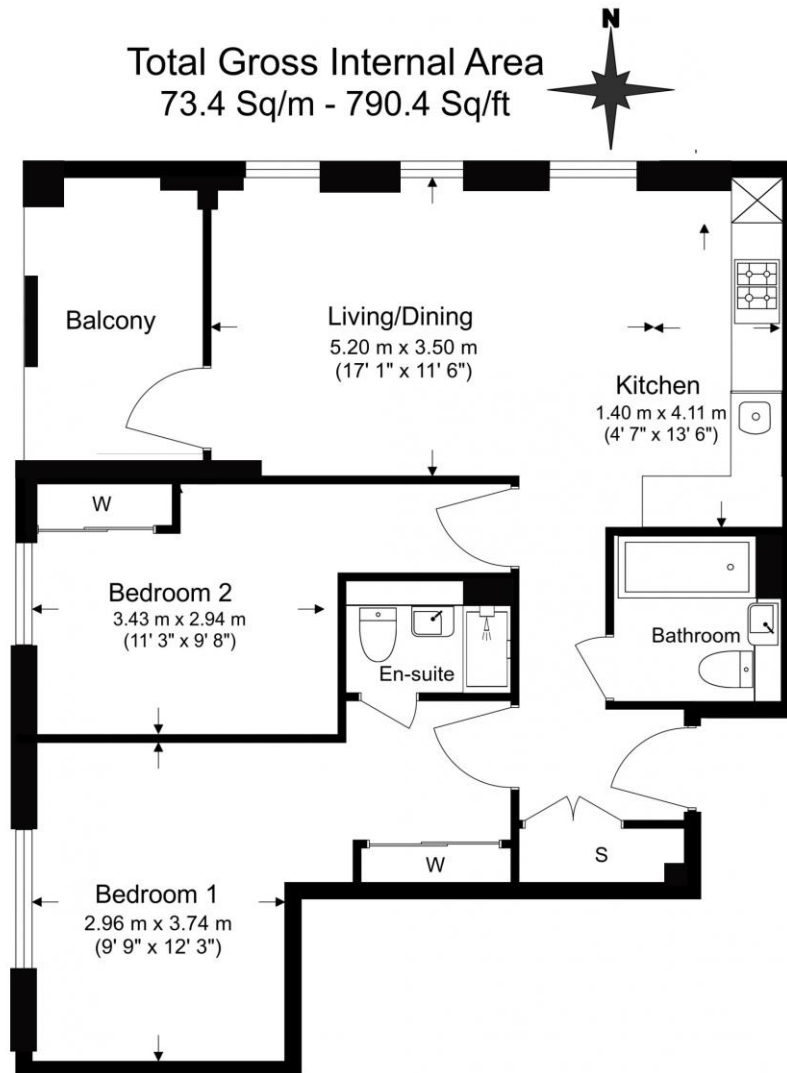 N
Total Gross Internal Area
73.4 Sq/m - 790.4 Sq/ft
Balcony
Living/Dining
5.20 m x 3.50 m
(17' 1" x 11' 6")
Kitchen
1.40 m x 4.11 m
(4' 7" x 13' 6")
W
Bedroom 2
3.43 m x 2.94 m
(11' 3" x 9' 8")
En-suite
Bathroom
W
S
Bedroom 1
2.96 m x 3.74 m
(9' 9" x 12' 3")